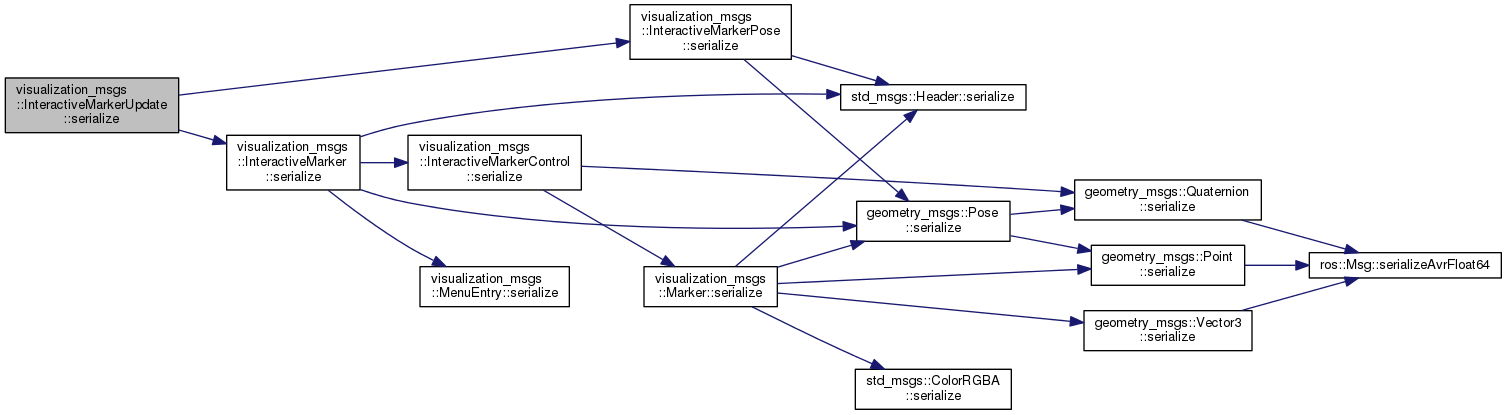 visualization_msgs
::InteractiveMarkerUpdate
::serialize
visualization_msgs
::InteractiveMarkerPose
::serialize
std_msgs::Header::serialize
visualization_msgs
::InteractiveMarker
::serialize
visualization_msgs
::InteractiveMarkerControl
::serialize
geometry_msgs::Quaternion
::serialize
geometry_msgs::Pose
::serialize
geometry_msgs::Point
::serialize
ros::Msg::serializeAvrFloat64
visualization_msgs
::MenuEntry::serialize
visualization_msgs
::Marker::serialize
geometry_msgs::Vector3
::serialize
std_msgs::ColorRGBA
::serialize